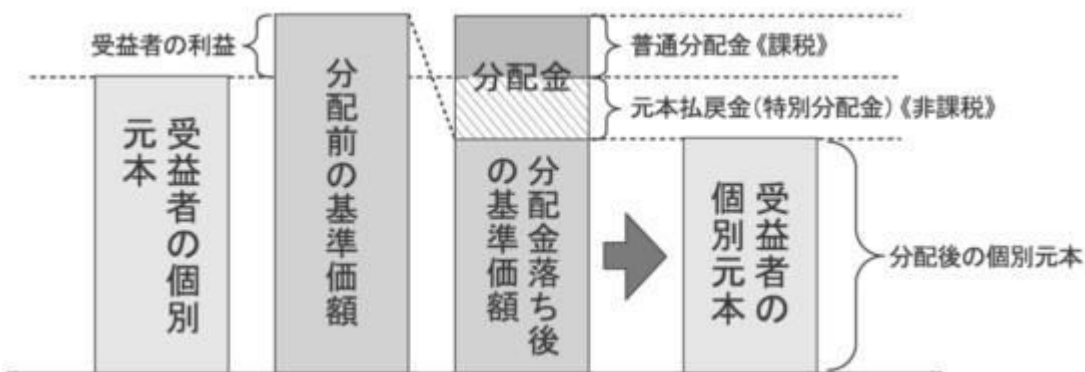 受益者の利益
受益者の個別
元本
分配前の基準価額
分配金
分配金落ち後
の基準価額
普通分配金《課税》
元本払戻金(特別分配金)《非課税》
受益者の
個別元本
分配後の個別元本